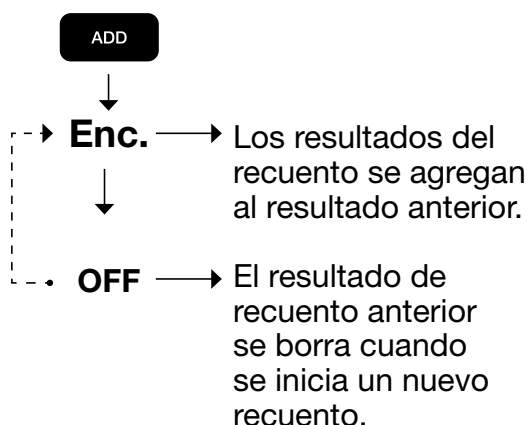 ADD
Enc.
Los resultados del
recuento se agregan
al resultado anterior.
OFF
El resultado de
recuento anterior
se borra cuando
se inicia un nuevo
recuento.